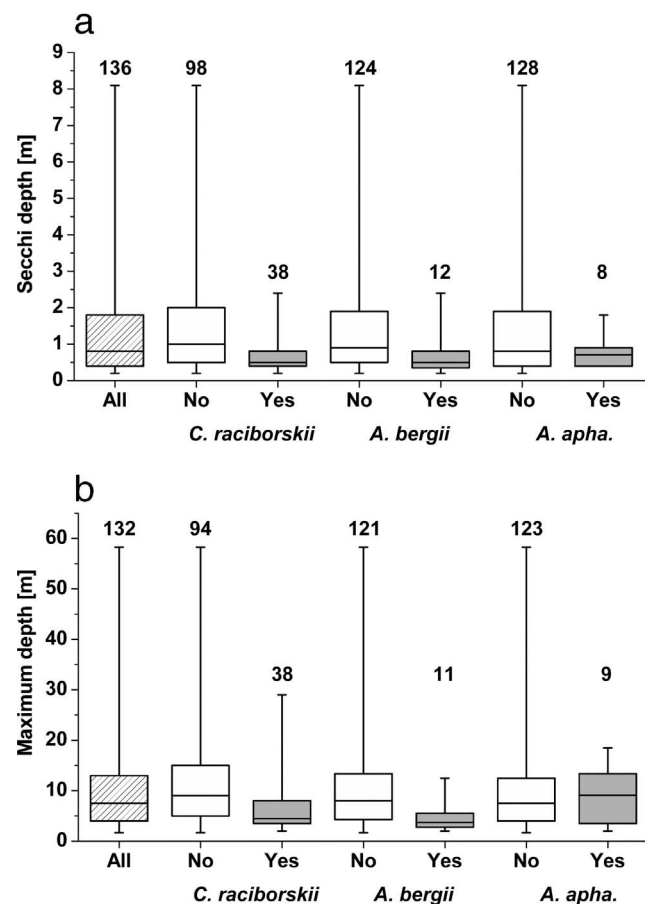 a
9
136 98 124 128
8
7
6
5
4
3
38 12 8
2
1
0
Secchi depth [m]
All No Yes No Yes No Yes
C. raciborskii A. bergii A. apha.
b
132 94 121 123
60
50
40
38 11 9
30
20
10
0
Maximum depth [m]
All No Yes No Yes No Yes
C. raciborskii A. bergii A. apha.